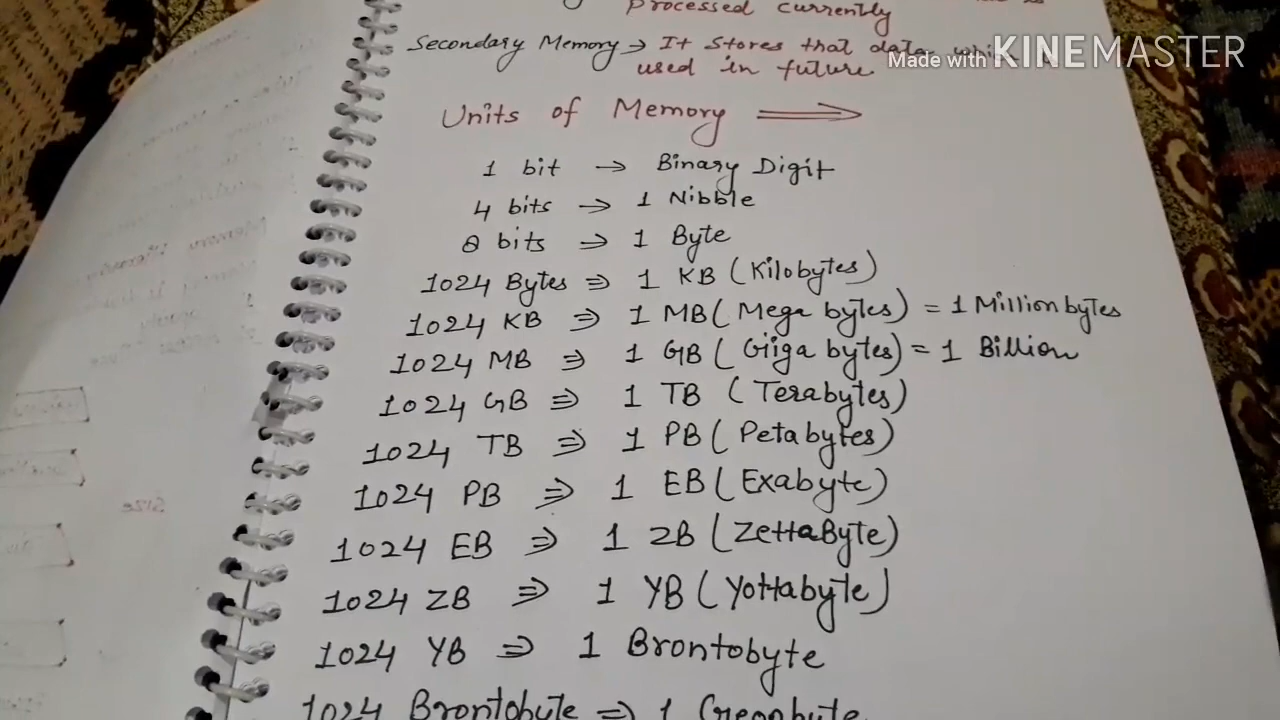 Processed currently
Secondary Memory → It stores that data which
used in future
Made with KINEMASTER
Units of Memory ⟹
1 bit → Binary Digit
4 bits → 1 Nibble
8 bits ⇒ 1 Byte
1024 Bytes ⇒ 1 KB (Kilobytes)
1024 KB ⇒ 1 MB (Mega bytes) = 1 Million bytes
1024 MB ⇒ 1 GB (Giiga bytes) = 1 Billion
1024 GB ⇒ 1 TB (Terabytes)
1024 TB ⇒ 1 PB (Petabytes)
1024 PB ⇒ 1 EB (Exabyte)
1024 EB ⇒ 1 ZB (ZettaByte)
1024 ZB ⇒ 1 YB (Yottabyte)
1024 YB ⇒ 1 Brontobyte
1024 Brontobyte ⇒ 1
Size